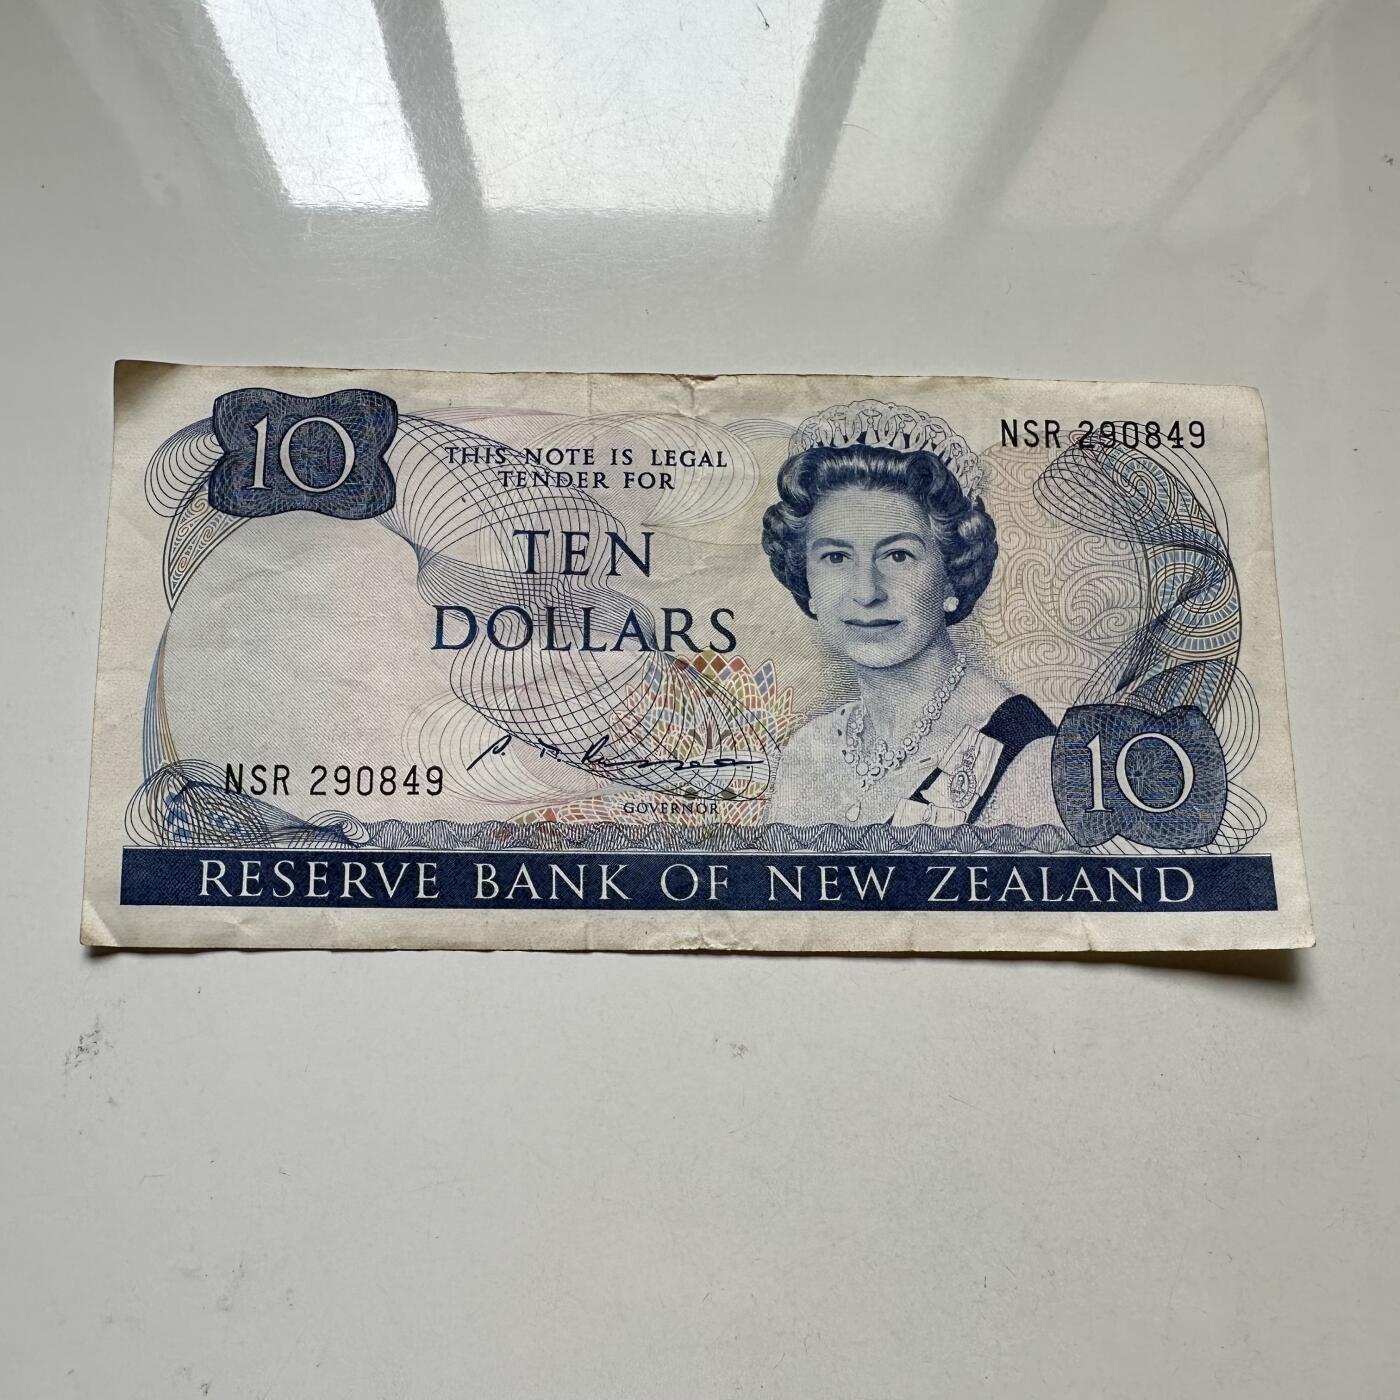 10
THIS NOTE IS LEGAL
TENDER FOR
TEN
DOLLARS
NSR 290849
NSR 290849
GOVERNOR
10
RESERVE BANK OF NEW ZEALAND